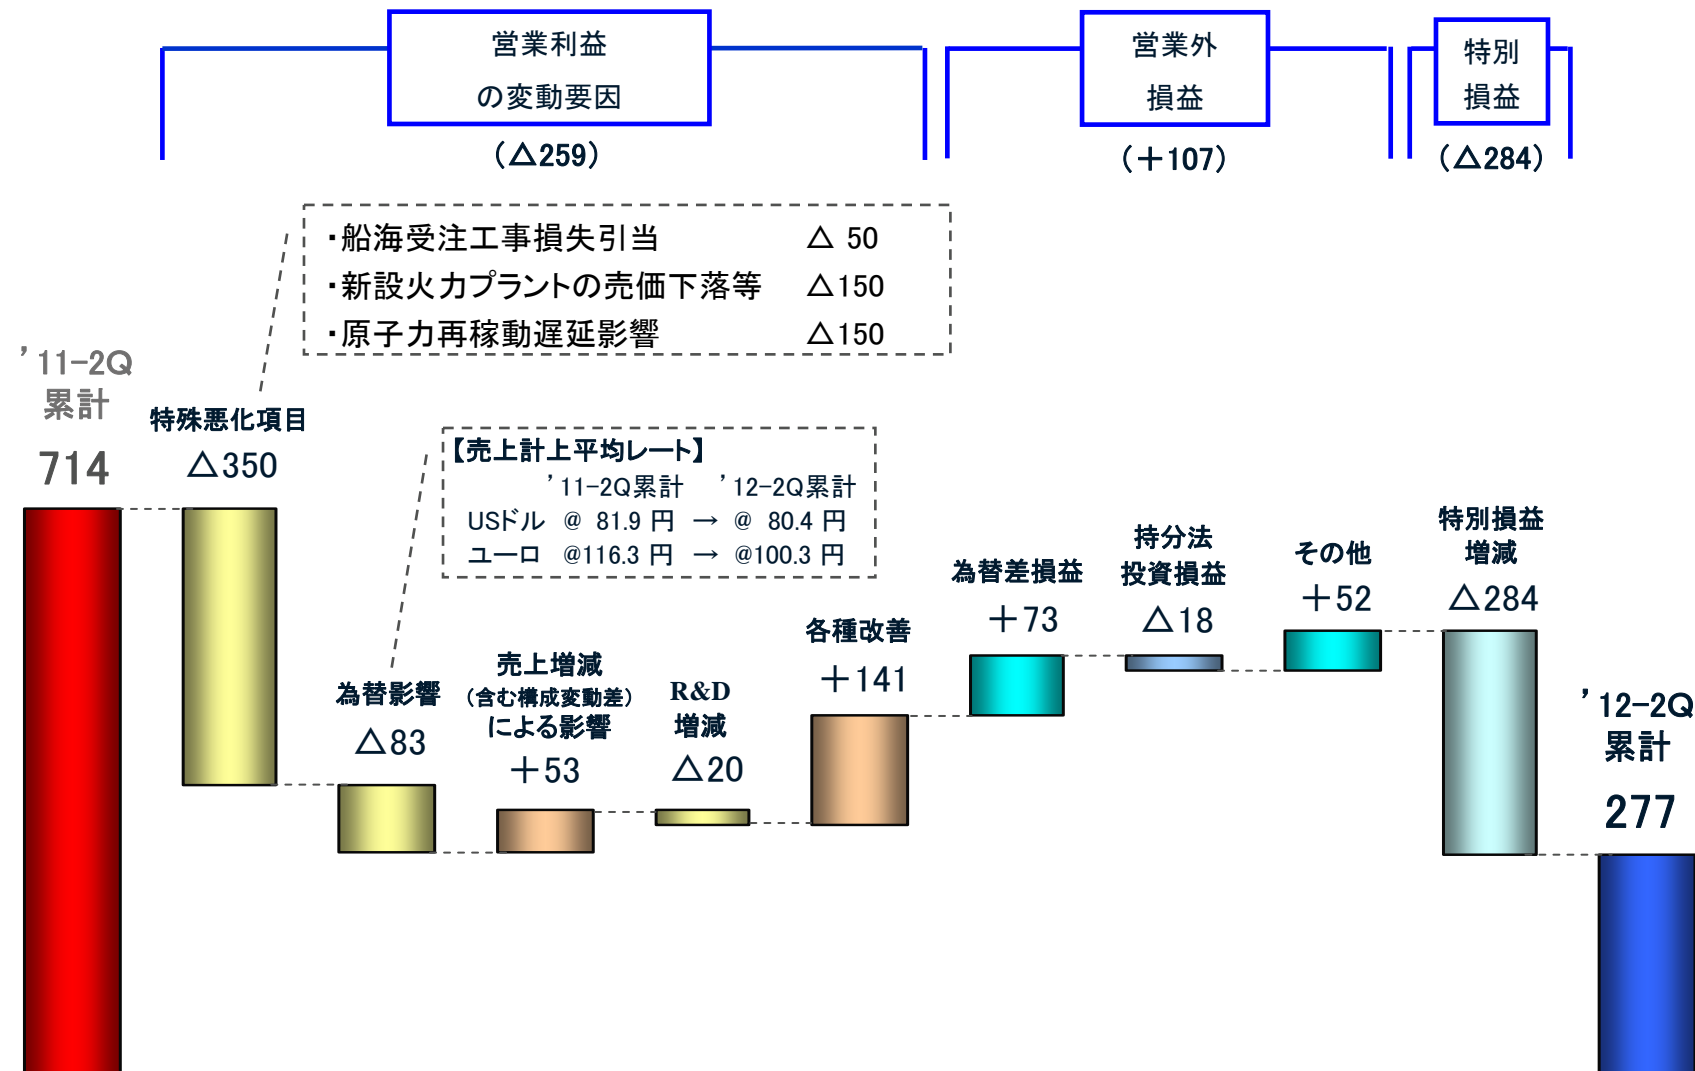 営業利益
の変動要因
(△259)
営業外
損益
(＋107)
特別
損益
(△284)
・船海受注工事損失引当 △ 50
・新設火力プラントの売価下落等 △150
・原子力再稼動遅延影響 △150
’11-2Q
累計
714
特殊悪化項目
△350
【売上計上平均レート】
’11-2Q累計 ’12-2Q累計
USドル @ 81.9 円 → @ 80.4 円
ユーロ @116.3 円 → @100.3 円
為替影響
△83
売上増減
（含む構成変動差）
による影響
＋53
R&D
増減
△20
各種改善
＋141
為替差損益
＋73
持分法
投資損益
△18
その他
＋52
特別損益
増減
△284
’12-2Q
累計
277